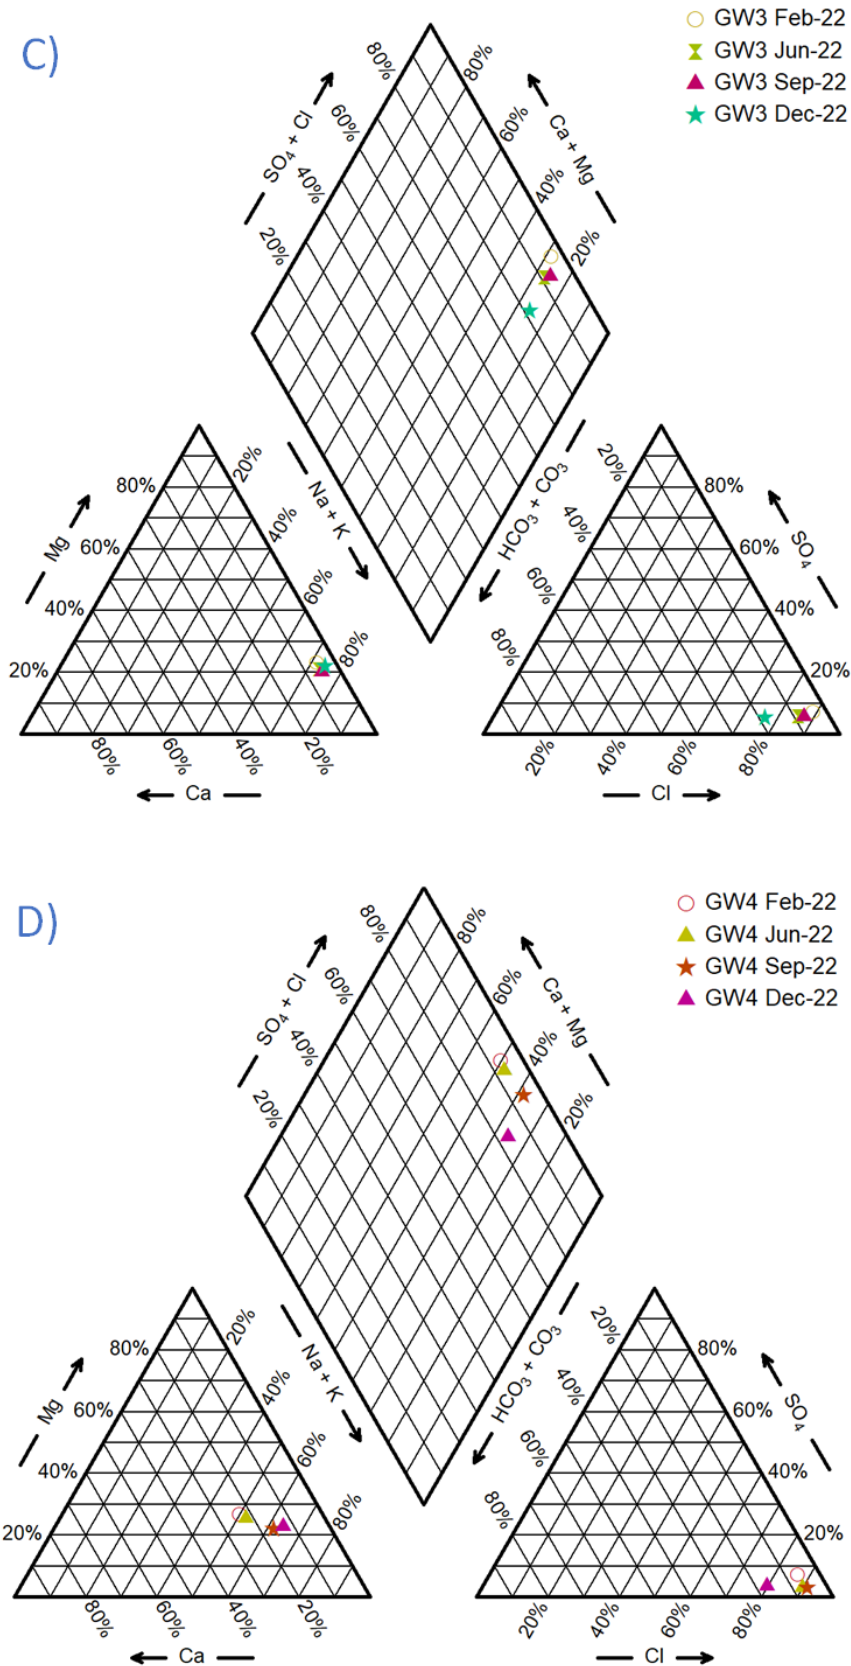 C)
GW3 Feb-22
GW3 Jun-22
GW3 Sep-22
GW3 Dec-22
80%
80%
SO₄ + Cl
60%
60%
Ca + Mg
40%
40%
20%
20%
20%
20%
80%
Mg
Na + K
HCO₃ + CO₃
80%
SO₄
40%
40%
60%
60%
60%
60%
40%
40%
80%
80%
20%
20%
80%
60%
40%
20%
Ca
20%
40%
60%
80%
Cl
D)
GW4 Feb-22
GW4 Jun-22
GW4 Sep-22
GW4 Dec-22
80%
80%
SO₄ + Cl
60%
60%
Ca + Mg
40%
40%
20%
20%
20%
20%
80%
Mg
Na + K
HCO₃ + CO₃
80%
SO₄
40%
40%
60%
60%
60%
60%
40%
40%
80%
80%
20%
20%
80%
60%
40%
20%
Ca
20%
40%
60%
80%
Cl